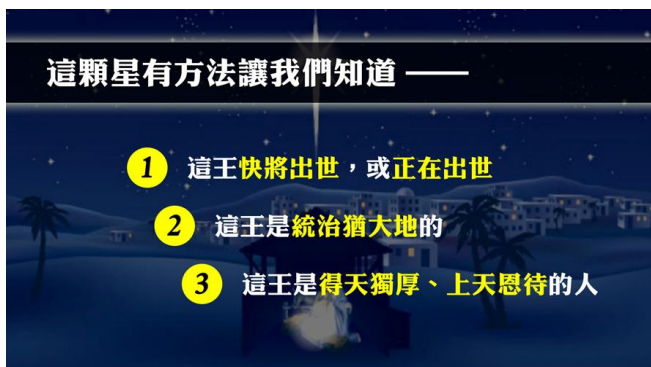 這顆星有方法讓我們知道 ——
1 這王快將出世，或正在出世
2 這王是統治猶大地的
3 這王是得天獨厚、上天恩待的人